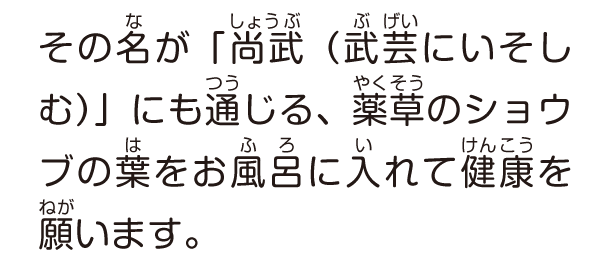 その名が「尚武（武芸にいそし
む）」にも通じる、薬草のショウ
ブの葉をお風呂に入れて健康を
願います。